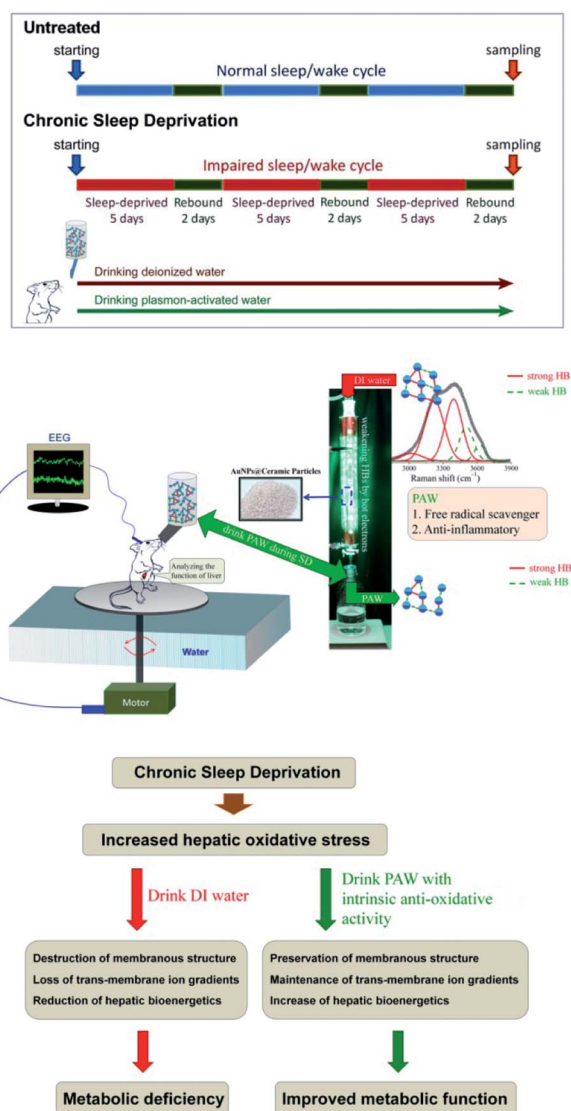 Untreated
starting
sampling
Normal sleep/wake cycle
Chronic Sleep Deprivation
starting
sampling
Impaired sleep/wake cycle
Sleep-deprived Rebound Sleep-deprived Rebound Sleep-deprived Rebound
5 days 2 days 5 days 2 days 5 days 2 days
Drinking deionized water
Drinking plasmon-activated water
DI water
strong HB
weak HB
EEG
weakening HBs by hot electrons
AuNPs@Ceramic Particles
3000 3300 3600 3900
Raman shift (cm⁻¹)
PAW
1. Free radical scavenger
2. Anti-inflammatory
drink PAW during SD
Analyzing the
function of liver
strong HB
weak HB
PAW
Water
Motor
Chronic Sleep Deprivation
Increased hepatic oxidative stress
Drink DI water
Drink PAW with
intrinsic anti-oxidative
activity
Destruction of membranous structure
Loss of trans-membrane ion gradients
Reduction of hepatic bioenergetics
Preservation of membranous structure
Maintenance of trans-membrane ion gradients
Increase of hepatic bioenergetics
Metabolic deficiency
Improved metabolic function